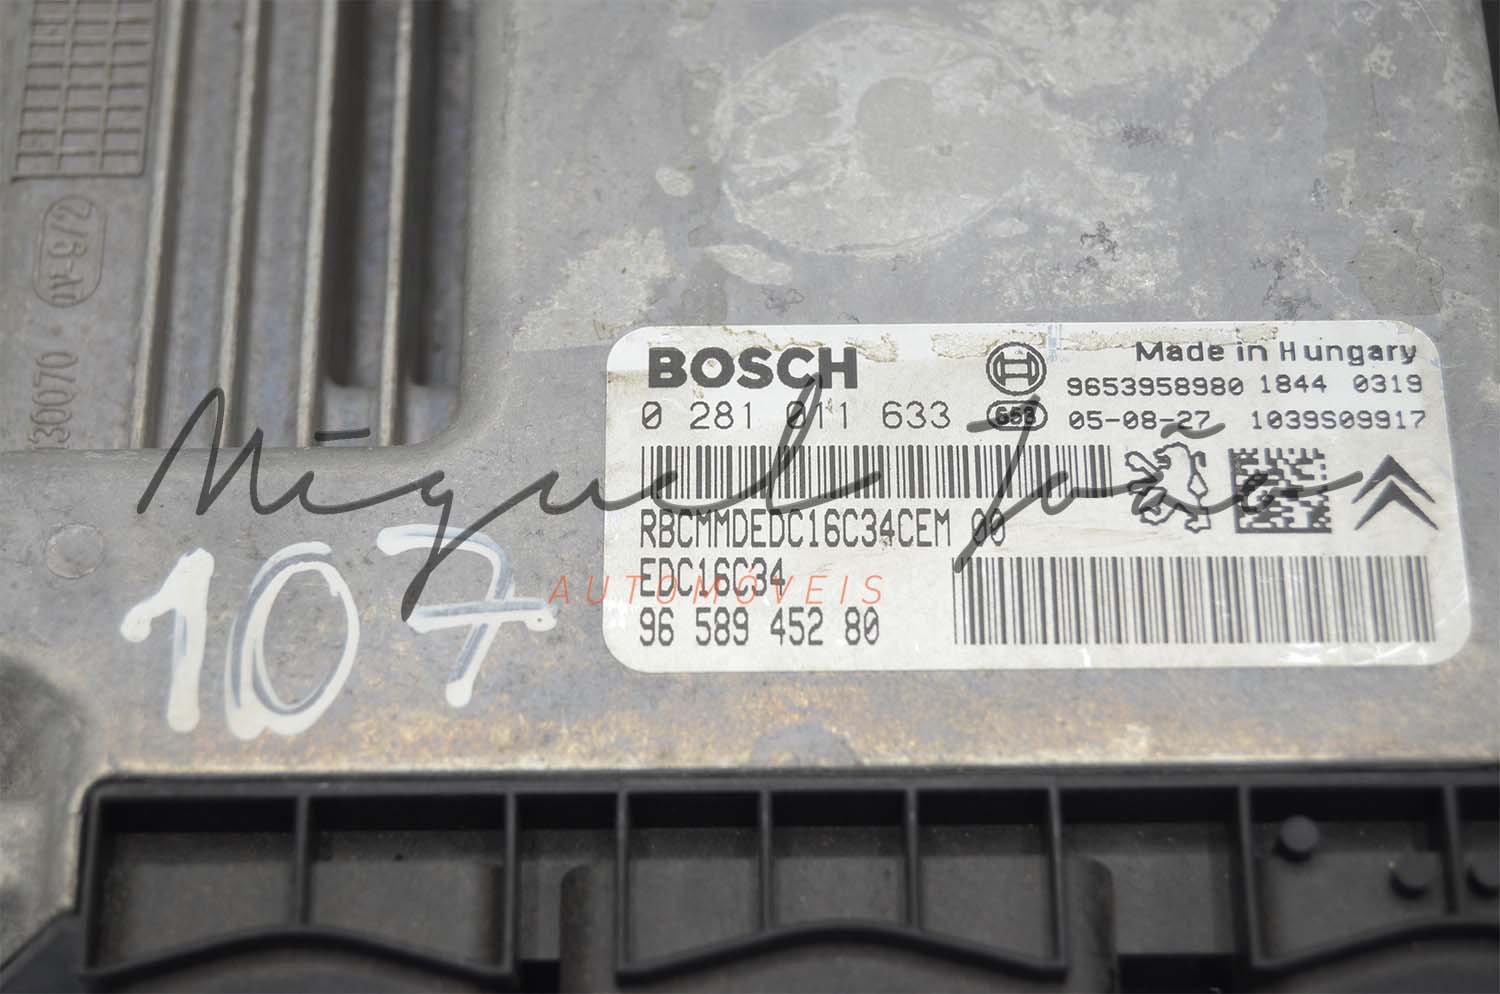 BOSCH
Made in Hungary
9653958980 1844 0319
0 281 011 633
05-08-27 1039S09917
Miguel João
RBCMMDEDC16C34CEM 00
EDC16C34
AUTOMÓVEIS
96 589 452 80
107
30070